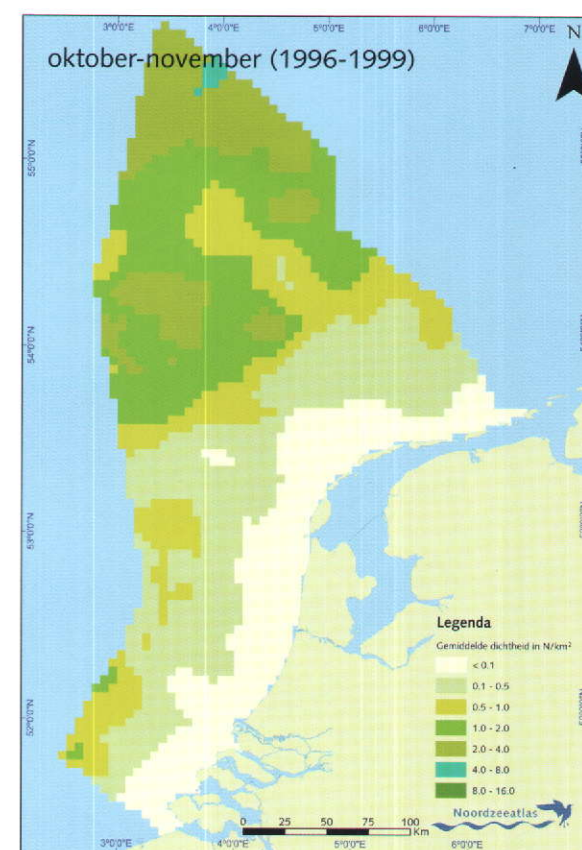 3°0'0"E 4°0'0"E 5°0'0"E 6°0'0"E 7°0'0"E
N
oktober-november (1996-1999)
55°0'0"N
54°0'0"N
53°0'0"N
52°0'0"N
Legenda
Gemiddelde dichtheid in N/km²
< 0.1
0.1 - 0.5
0.5 - 1.0
1.0 - 2.0
2.0 - 4.0
4.0 - 8.0
8.0 - 16.0
Noordzeeatlas
0 25 50 75 100
Km
3°0'0"E 4°0'0"E 5°0'0"E 6°0'0"E